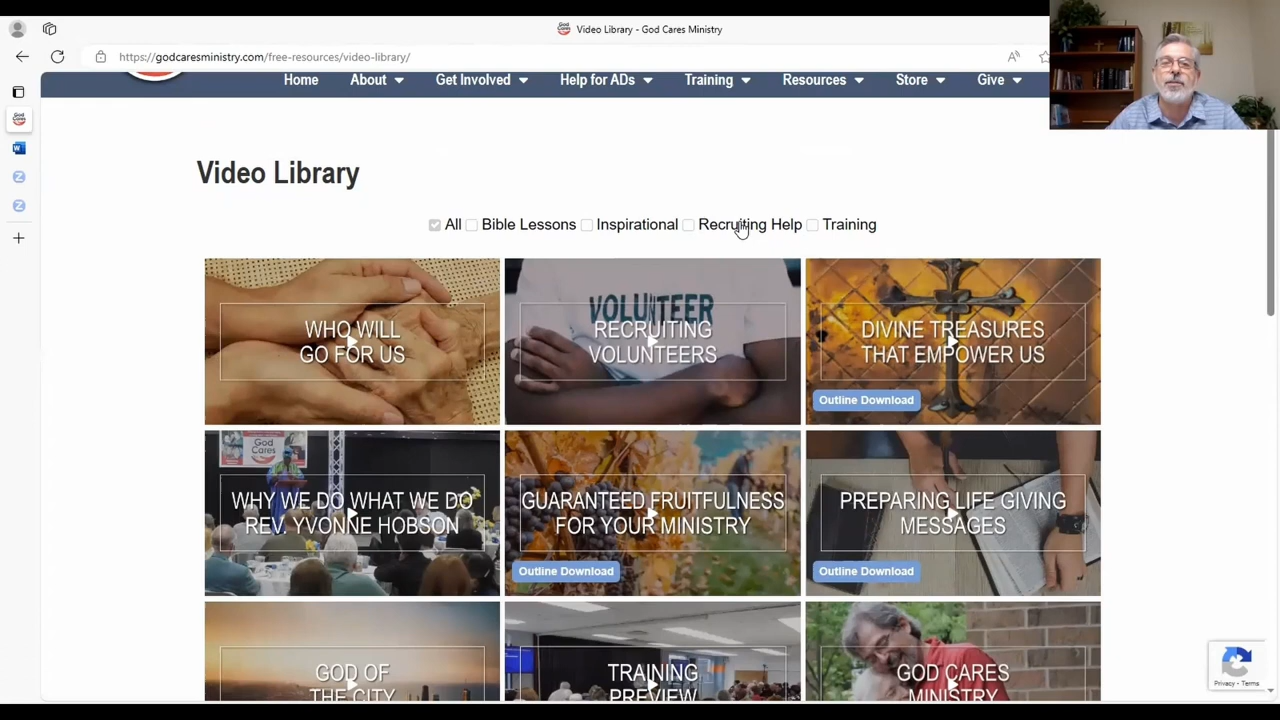 Video Library - God Cares Ministry
https://godcaresministry.com/free-resources/video-library/
Home About Get Involved Help for ADs Training Resources Store Give
Video Library
All Bible Lessons Inspirational Recruiting Help Training
WHO WILL
GO FOR US
VOLUNTEER
RECRUITING
VOLUNTEERS
DIVINE TREASURES
THAT EMPOWER US
Outline Download
God
Cares
WHY WE DO WHAT WE DO
REV. YVONNE HOBSON
GUARANTEED FRUITFULNESS
FOR YOUR MINISTRY
Outline Download
PREPARING LIFE GIVING
MESSAGES
Outline Download
GOD OF
THE CITY
TRAINING
PREVIEW
GOD CARES
MINISTRY
Privacy - Terms